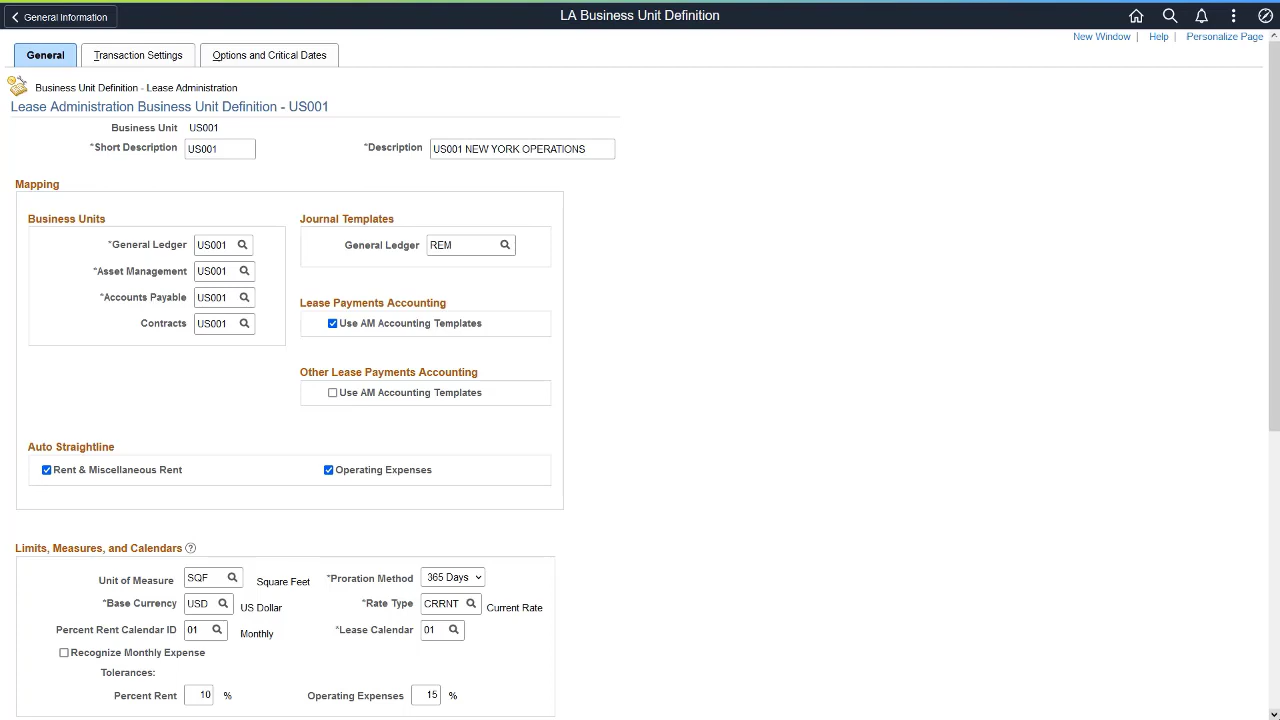 General Information
LA Business Unit Definition
New Window | Help | Personalize Page
General Transaction Settings Options and Critical Dates
Business Unit Definition - Lease Administration
Lease Administration Business Unit Definition - US001
Business Unit US001
*Short Description US001 *Description US001 NEW YORK OPERATIONS
Mapping
Business Units Journal Templates
*General Ledger US001 General Ledger REM
*Asset Management US001
*Accounts Payable US001 Lease Payments Accounting
Contracts US001 Use AM Accounting Templates
Other Lease Payments Accounting
Use AM Accounting Templates
Auto Straightline
Rent & Miscellaneous Rent Operating Expenses
Limits, Measures, and Calendars ?
Unit of Measure SQF Square Feet *Proration Method 365 Days
*Base Currency USD US Dollar *Rate Type CRRNT Current Rate
Percent Rent Calendar ID 01 Monthly *Lease Calendar 01
Recognize Monthly Expense
Tolerances:
Percent Rent 10 % Operating Expenses 15 %